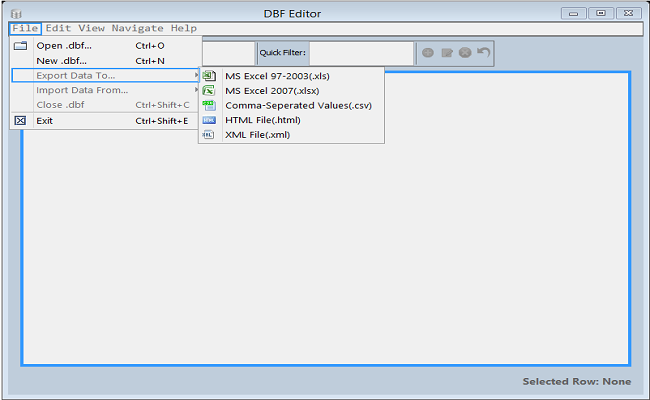 DBF Editor
File Edit View Navigate Help
Open .dbf... Ctrl+O
New .dbf... Ctrl+N
Export Data To...
Import Data From...
Close .dbf Ctrl+Shift+C
Exit Ctrl+Shift+E
Quick Filter:
MS Excel 97-2003(.xls)
MS Excel 2007(.xlsx)
Comma-Seperated Values(.csv)
HTML File(.html)
XML File(.xml)
Selected Row: None